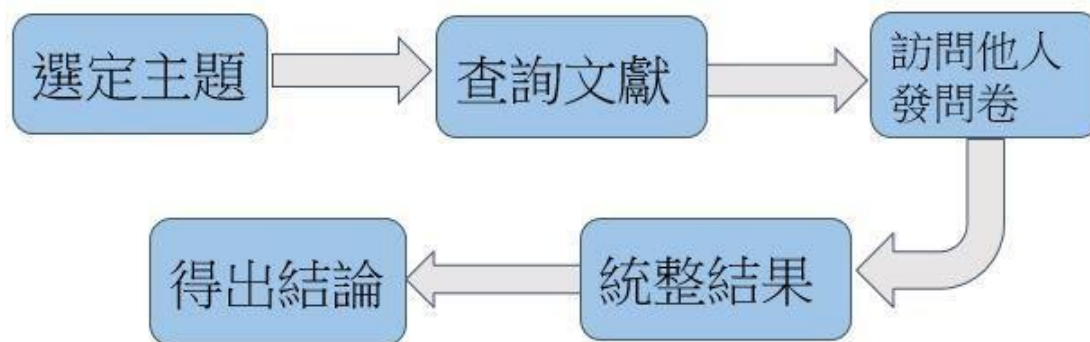 選定主題
查詢文獻
訪問他人
發問卷
統整結果
得出結論